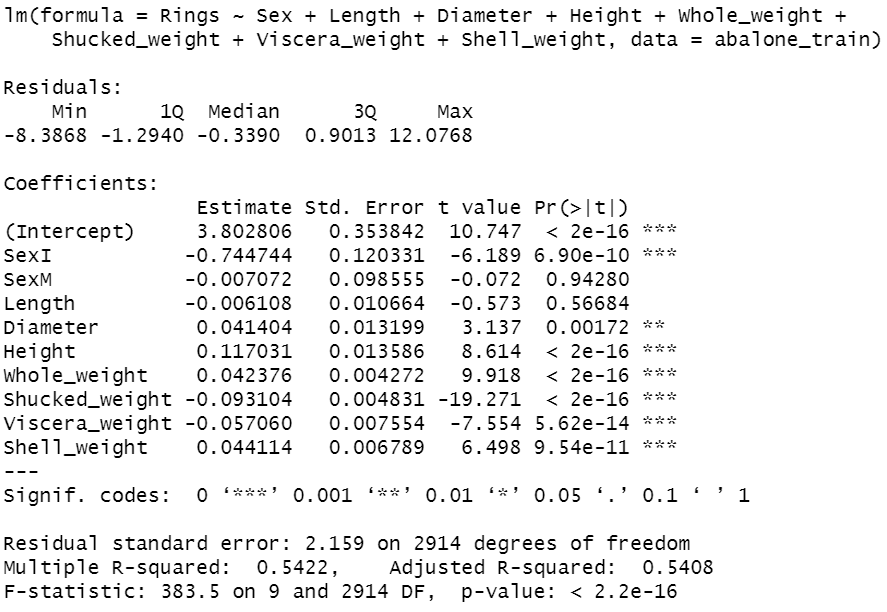 lm(formula = Rings ~ Sex + Length + Diameter + Height + Whole_weight +
    Shucked_weight + Viscera_weight + Shell_weight, data = abalone_train)

Residuals:
    Min      1Q  Median      3Q     Max
-8.3868 -1.2940 -0.3390  0.9013 12.0768

Coefficients:
                Estimate Std. Error t value Pr(>|t|)
(Intercept)     3.802806   0.353842  10.747  < 2e-16 ***
SexI           -0.744744   0.120331  -6.189 6.90e-10 ***
SexM           -0.007072   0.098555  -0.072  0.94280
Length         -0.006108   0.010664  -0.573  0.56684
Diameter        0.041404   0.013199   3.137  0.00172 **
Height          0.117031   0.013586   8.614  < 2e-16 ***
Whole_weight    0.042376   0.004272   9.918  < 2e-16 ***
Shucked_weight -0.093104   0.004831 -19.271  < 2e-16 ***
Viscera_weight -0.057060   0.007554  -7.554 5.62e-14 ***
Shell_weight    0.044114   0.006789   6.498 9.54e-11 ***
---
Signif. codes:  0 ‘***’ 0.001 ‘**’ 0.01 ‘*’ 0.05 ‘.’ 0.1 ‘ ’ 1

Residual standard error: 2.159 on 2914 degrees of freedom
Multiple R-squared:  0.5422,    Adjusted R-squared:  0.5408
F-statistic: 383.5 on 9 and 2914 DF,  p-value: < 2.2e-16